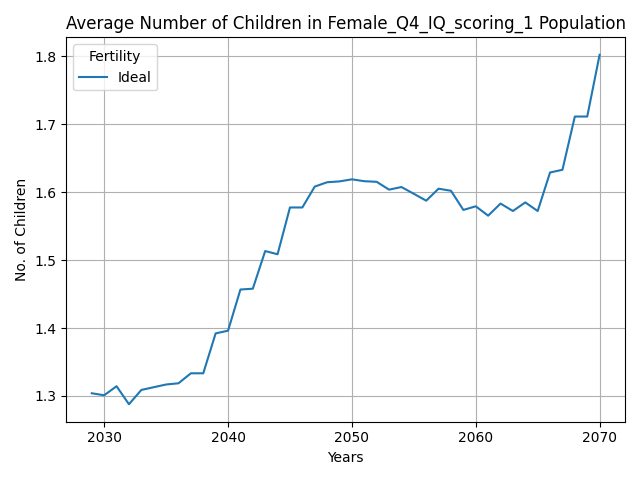 Average Number of Children in Female_Q4_IQ_scoring_1 Population
Fertility
Ideal
1.8
1.7
1.6
1.5
1.4
1.3
No. of Children
2030 2040 2050 2060 2070
Years